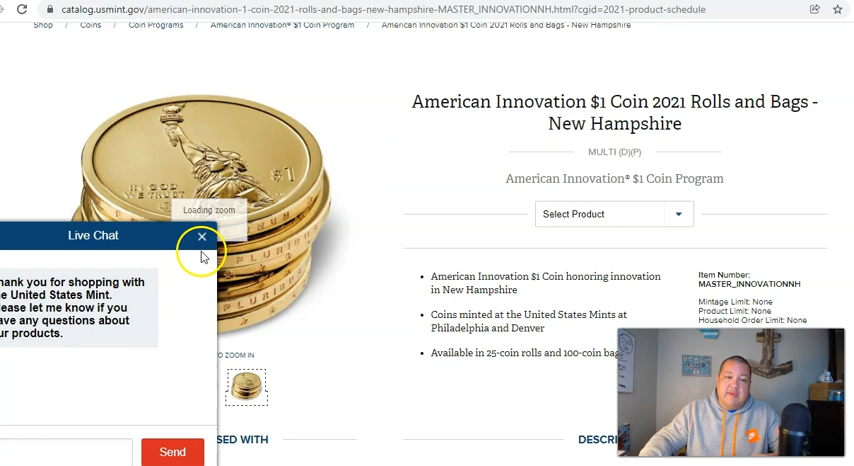 catalog.usmint.gov/american-innovation-1-coin-2021-rolls-and-bags-new-hampshire-MASTER_INNOVATIONNH.html?cgid=2021-product-schedule
Shop / Coins / Coin Programs / American Innovation® $1 Coin Program / American Innovation $1 Coin 2021 Rolls and Bags - New Hampshire
American Innovation $1 Coin 2021 Rolls and Bags -
New Hampshire
MULTI (D)(P)
American Innovation® $1 Coin Program
Select Product
IN GOD
WE TRUST
$1
Loading zoom
PLURIBUS
Live Chat
hank you for shopping with
e United States Mint.
lease let me know if you
ave any questions about
ur products.
Send
O ZOOM IN
SED WITH
• American Innovation $1 Coin honoring innovation
in New Hampshire
• Coins minted at the United States Mints at
Philadelphia and Denver
• Available in 25-coin rolls and 100-coin bag
Item Number:
MASTER_INNOVATIONNH
Mintage Limit: None
Product Limit: None
Household Order Limit: None
DESCRI